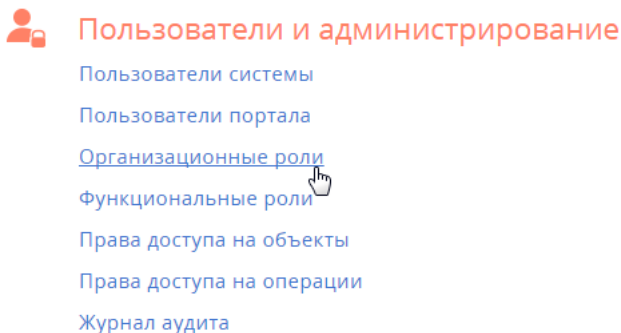 Пользователи и администрирование
Пользователи системы
Пользователи портала
Организационные роли
Функциональные роли
Права доступа на объекты
Права доступа на операции
Журнал аудита